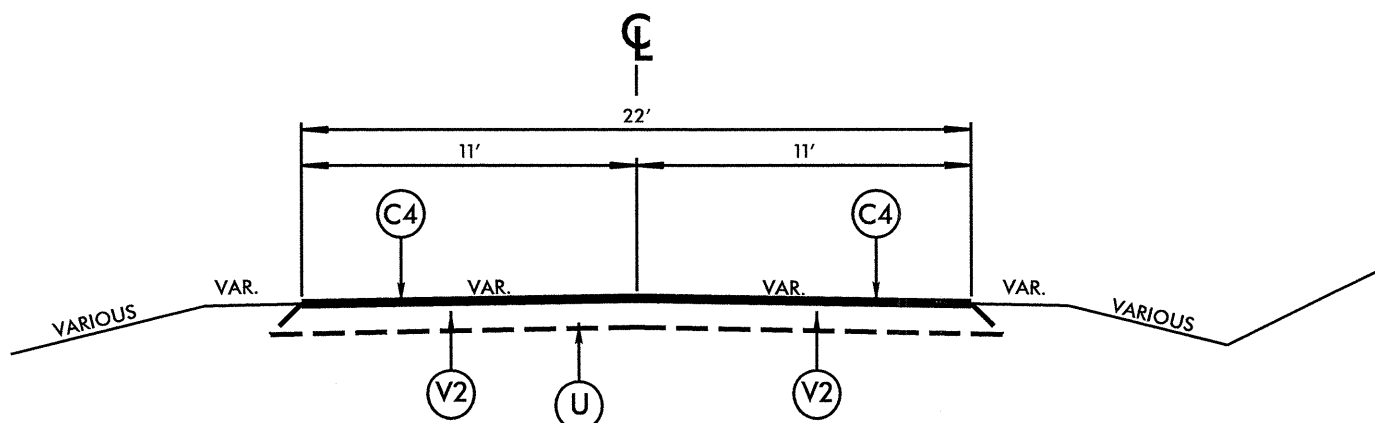 ℄
22'
11' 11'
C4 C4
VAR. VAR. VAR. VAR.
VARIOUS VARIOUS
V2 U V2